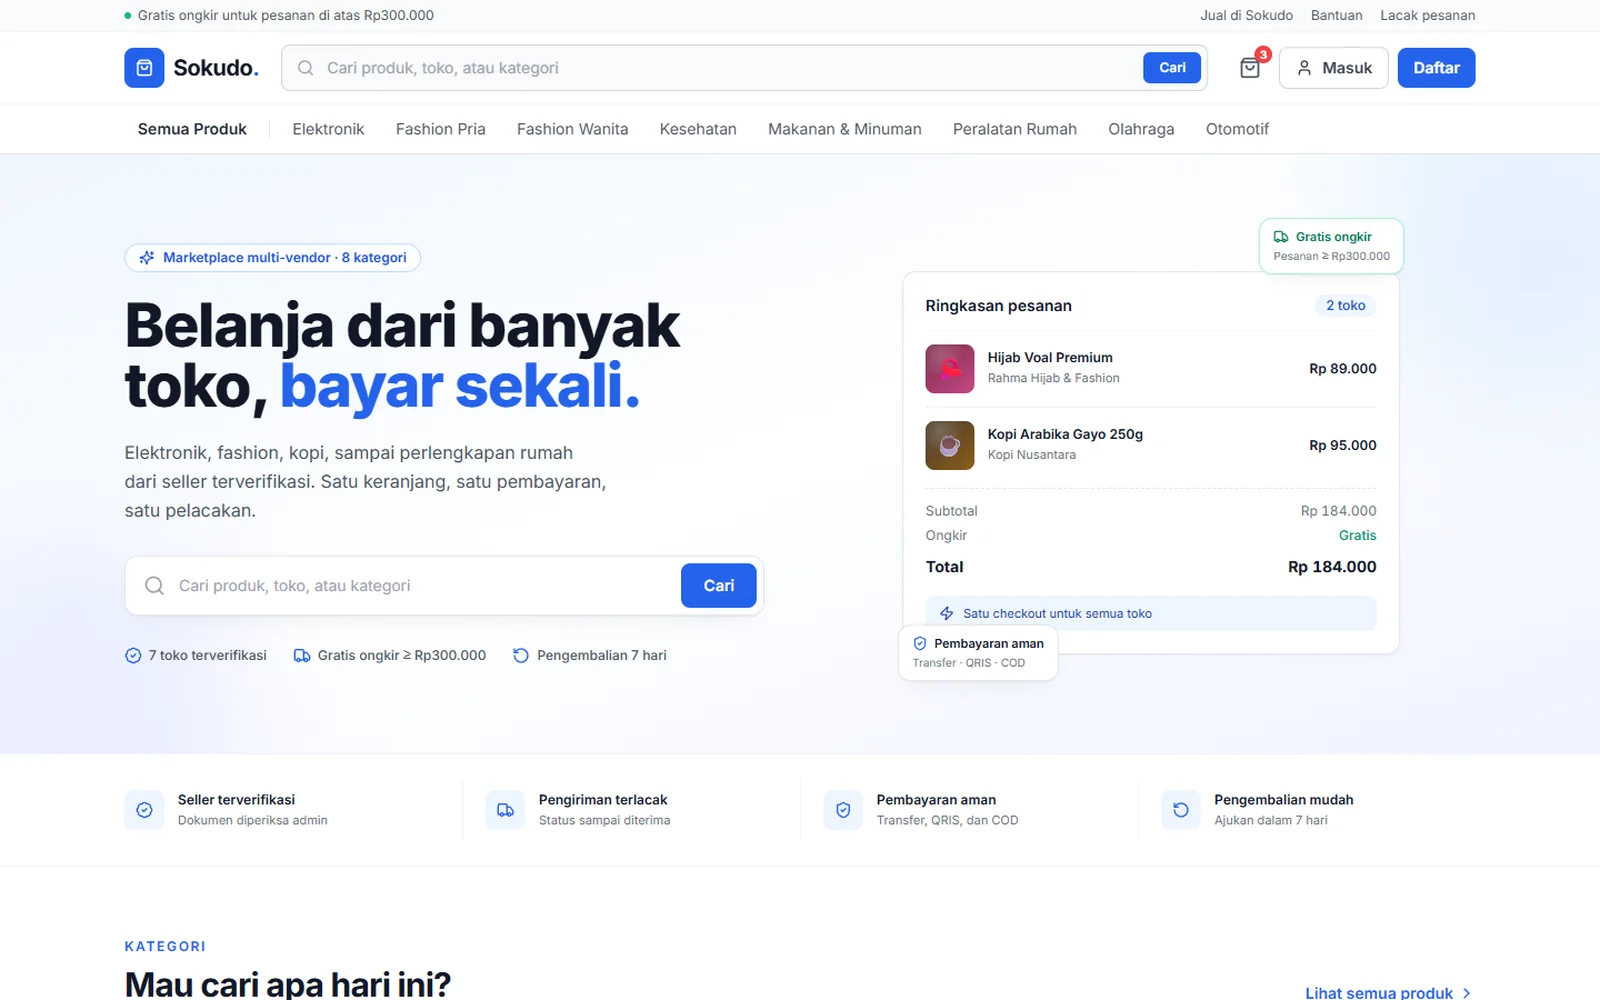 Gratis ongkir untuk pesanan di atas Rp300.000
Jual di Sokudo Bantuan Lacak pesanan
Sokudo.
Cari produk, toko, atau kategori
Cari
3
Masuk
Daftar
Semua Produk Elektronik Fashion Pria Fashion Wanita Kesehatan Makanan & Minuman Peralatan Rumah Olahraga Otomotif
Marketplace multi-vendor · 8 kategori
Belanja dari banyak
toko, bayar sekali.
Elektronik, fashion, kopi, sampai perlengkapan rumah
dari seller terverifikasi. Satu keranjang, satu pembayaran,
satu pelacakan.
Cari produk, toko, atau kategori
Cari
7 toko terverifikasi Gratis ongkir ≥ Rp300.000 Pengembalian 7 hari
Gratis ongkir
Pesanan ≥ Rp300.000
Ringkasan pesanan 2 toko
Hijab Voal Premium
Rahma Hijab & Fashion
Rp 89.000
Kopi Arabika Gayo 250g
Kopi Nusantara
Rp 95.000
Subtotal Rp 184.000
Ongkir Gratis
Total Rp 184.000
Satu checkout untuk semua toko
Pembayaran aman
Transfer · QRIS · COD
Seller terverifikasi
Dokumen diperiksa admin
Pengiriman terlacak
Status sampai diterima
Pembayaran aman
Transfer, QRIS, dan COD
Pengembalian mudah
Ajukan dalam 7 hari
KATEGORI
Mau cari apa hari ini?
Lihat semua produk